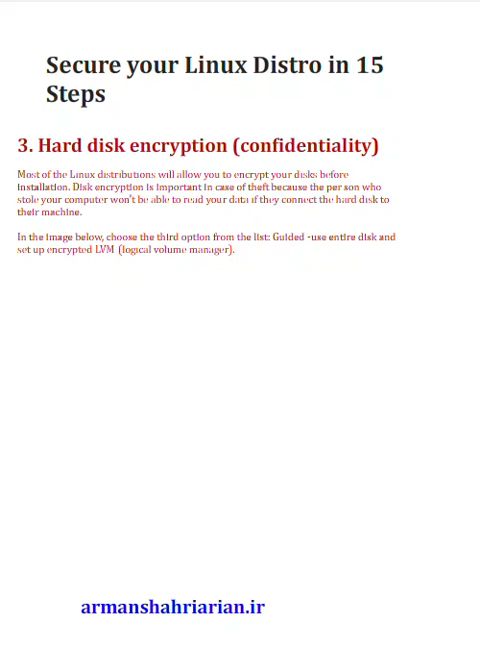 Secure your Linux Distro in 15
Steps
3. Hard disk encryption (confidentiality)
Most of the Linux distributions will allow you to encrypt your disks before
installation. Disk encryption is important in case of theft because the per son who
stole your computer won't be able to read your data if they connect the hard disk to
their machine.
In the image below, choose the third option from the list: Guided -use entire disk and
set up encrypted LVM (logical volume manager).
armanshahriarian.ir